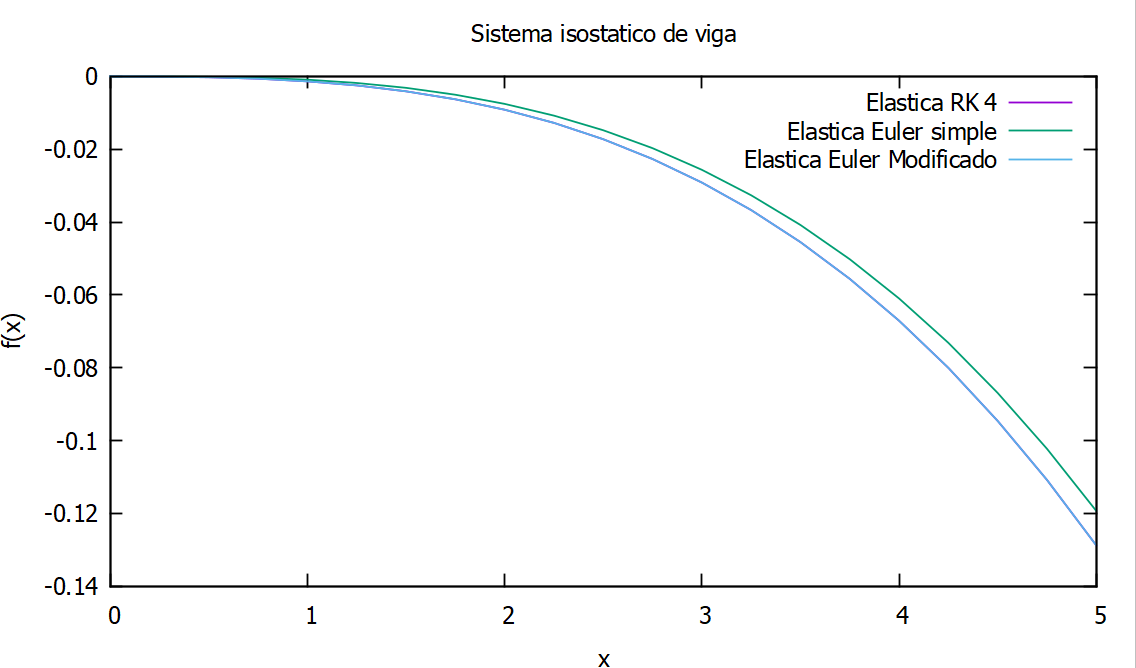 Sistema isostatico de viga
Elastica RK 4
Elastica Euler simple
Elastica Euler Modificado
0
-0.02
-0.04
-0.06
-0.08
-0.1
-0.12
-0.14
f(x)
0 1 2 3 4 5
x